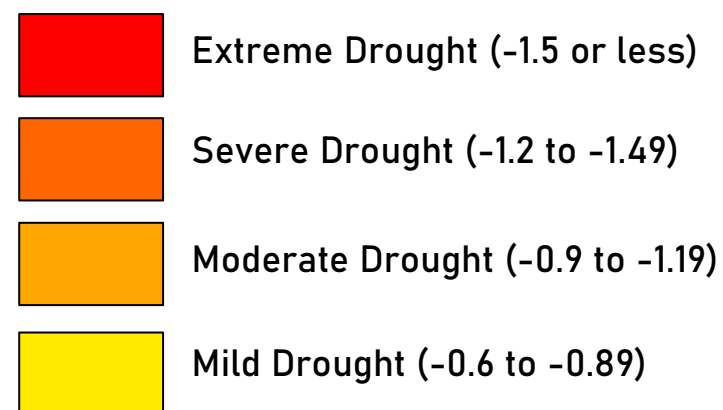 Extreme Drought (-1.5 or less)
Severe Drought (-1.2 to -1.49)
Moderate Drought (-0.9 to -1.19)
Mild Drought (-0.6 to -0.89)